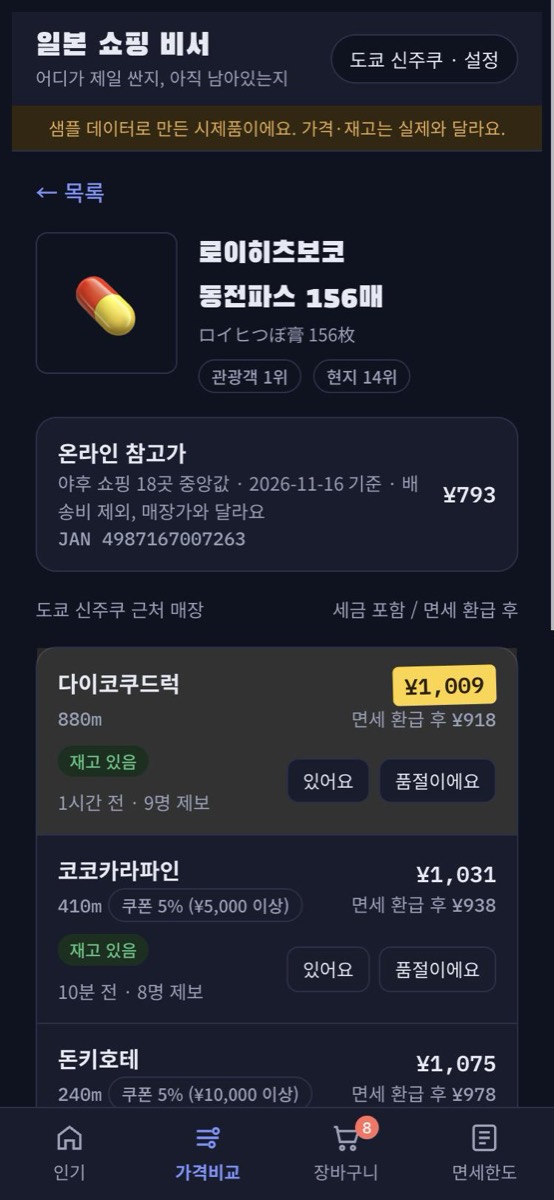 일본 쇼핑 비서
어디가 제일 싼지, 아직 남아있는지
도쿄 신주쿠 · 설정
샘플 데이터로 만든 시제품이에요. 가격·재고는 실제와 달라요.
← 목록
로이히츠보코
동전파스 156매
ロイヒつぼ膏 156枚
관광객 1위
현지 14위
온라인 참고가
야후 쇼핑 18곳 중앙값 · 2026-11-16 기준 · 배
송비 제외, 매장가와 달라요
JAN 4987167007263
¥793
도쿄 신주쿠 근처 매장
세금 포함 / 면세 환급 후
다이코쿠드럭
¥1,009
880m
면세 환급 후 ¥918
재고 있음
1시간 전 · 9명 제보
있어요
품절이에요
코코카라파인
¥1,031
410m 쿠폰 5% (¥5,000 이상)
면세 환급 후 ¥938
재고 있음
10분 전 · 8명 제보
있어요
품절이에요
돈키호테
¥1,075
240m 쿠폰 5% (¥10,000 이상)
면세 환급 후 ¥978
인기
가격비교
8
장바구니
면세한도